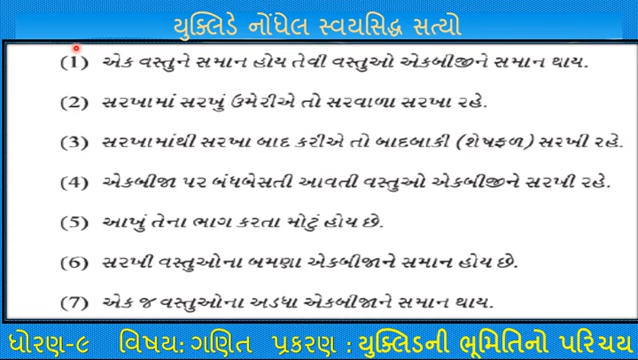 યુક્લિડે નોંધેલ સ્વયસિદ્ધ સત્યો
(1) એક વસ્તુને સમાન હોય તેવી વસ્તુઓ એકબીજીને સમાન થાય.
(2) સરખામાં સરખું ઉમેરીએ તો સરવાળા સરખા રહે.
(3) સરખામાંથી સરખા બાદ કરીએ તો બાદબાકી (શેષફળ) સરખી રહે.
(4) એકબીજા પર બંધબેસતી આવતી વસ્તુઓ એકબીજીને સરખી રહે.
(5) આખું તેના ભાગ કરતા મોટું હોય છે.
(6) સરખી વસ્તુઓના બમણા એકબીજાને સમાન હોય છે.
(7) એક જ વસ્તુઓના અડધા એકબીજાને સમાન થાય.
ધોરણ-૯ વિષય: ગણિત પ્રકરણ : યુક્લિડની ભૂમિતિનો પરિચય